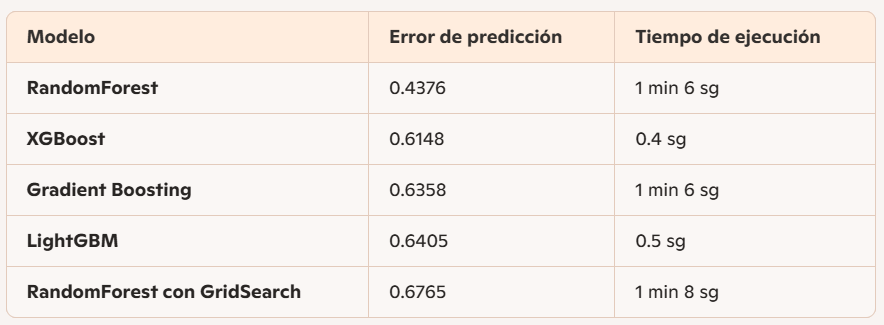 Modelo Error de predicción Tiempo de ejecución
RandomForest 0.4376 1 min 6 sg
XGBoost 0.6148 0.4 sg
Gradient Boosting 0.6358 1 min 6 sg
LightGBM 0.6405 0.5 sg
RandomForest con GridSearch 0.6765 1 min 8 sg